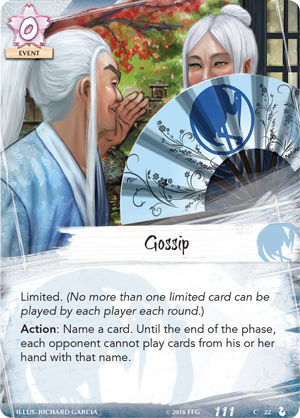 0
EVENT
Gossip
Limited. (No more than one limited card can be
played by each player each round.)
Action: Name a card. Until the end of the phase,
each opponent cannot play cards from his or her
hand with that name.
ILLUS: RICHARD GARCIA © 2018 FFG C 22